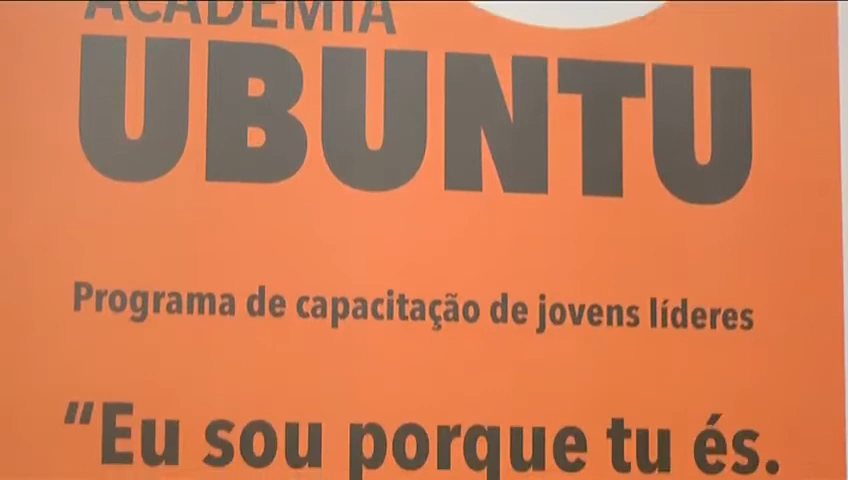 ACADEMIA
UBUNTU
Programa de capacitação de jovens líderes
“Eu sou porque tu és.